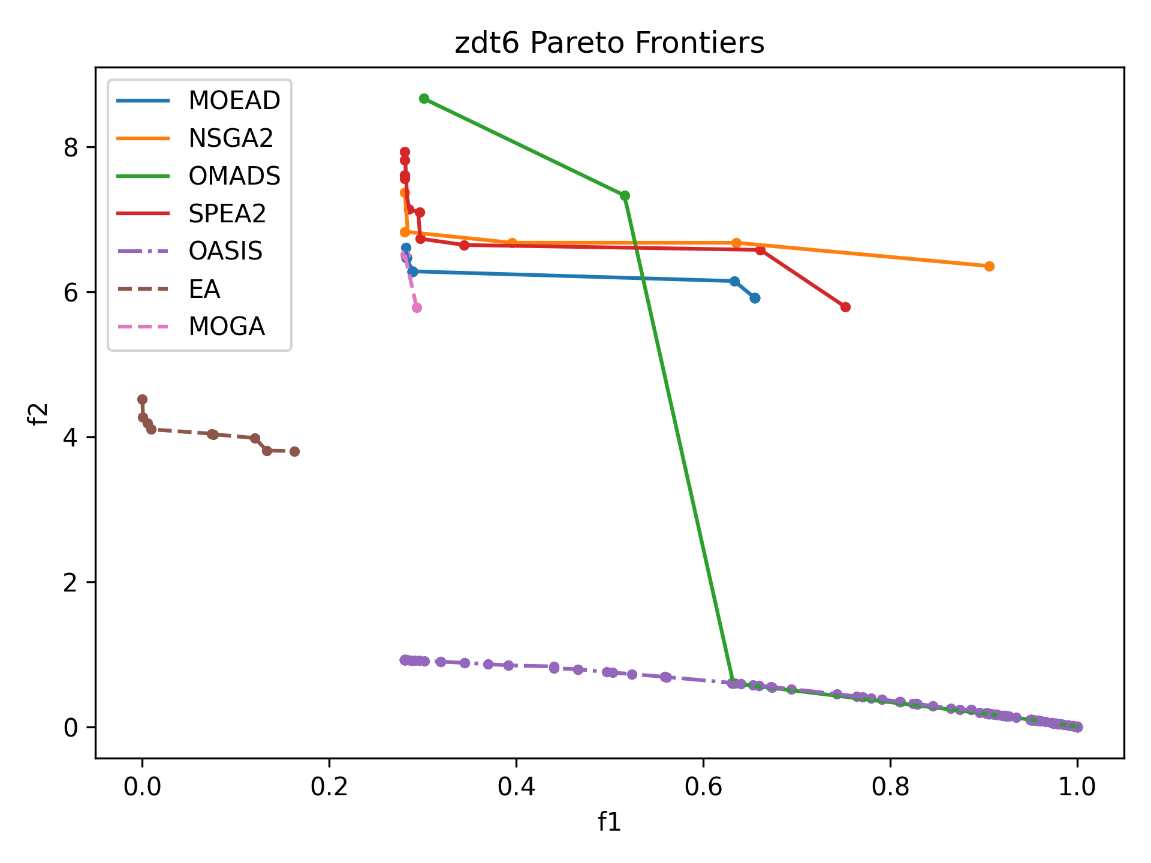 zdt6 Pareto Frontiers
MOEAD
NSGA2
OMADS
SPEA2
OASIS
EA
MOGA
8
6
4
2
0
f2
0.0 0.2 0.4 0.6 0.8 1.0
f1